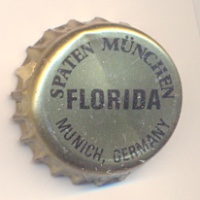 SPATEN MÜNCHEN
FLORIDA
MUNICH, GERMANY